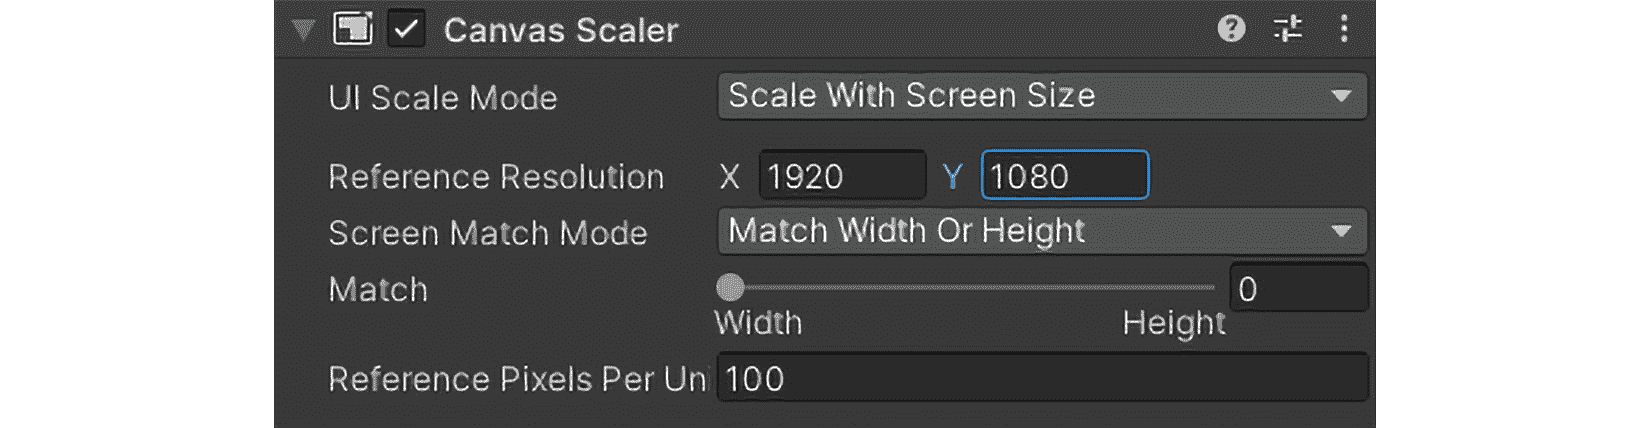 Canvas Scaler
UI Scale Mode Scale With Screen Size
Reference Resolution X 1920 Y 1080
Screen Match Mode Match Width Or Height
Match 0
Width Height
Reference Pixels Per Uni 100